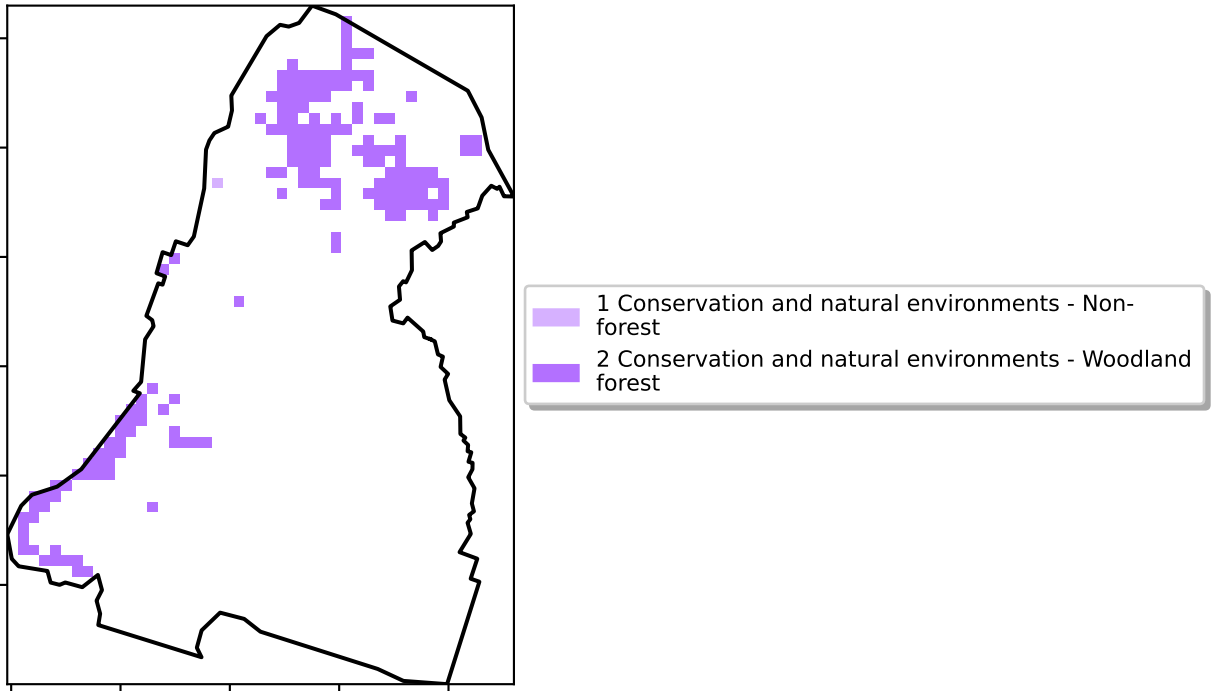 1 Conservation and natural environments - Non-
forest
2 Conservation and natural environments - Woodland
forest